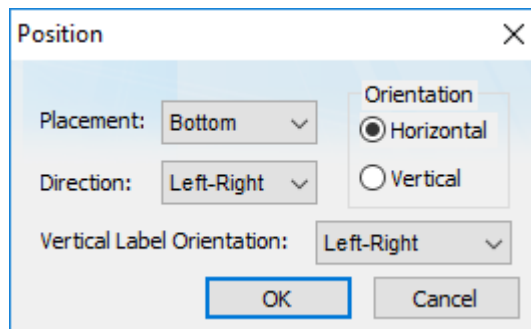 Position
Orientation
Placement: Bottom
Horizontal
Direction: Left-Right
Vertical
Vertical Label Orientation: Left-Right
OK Cancel